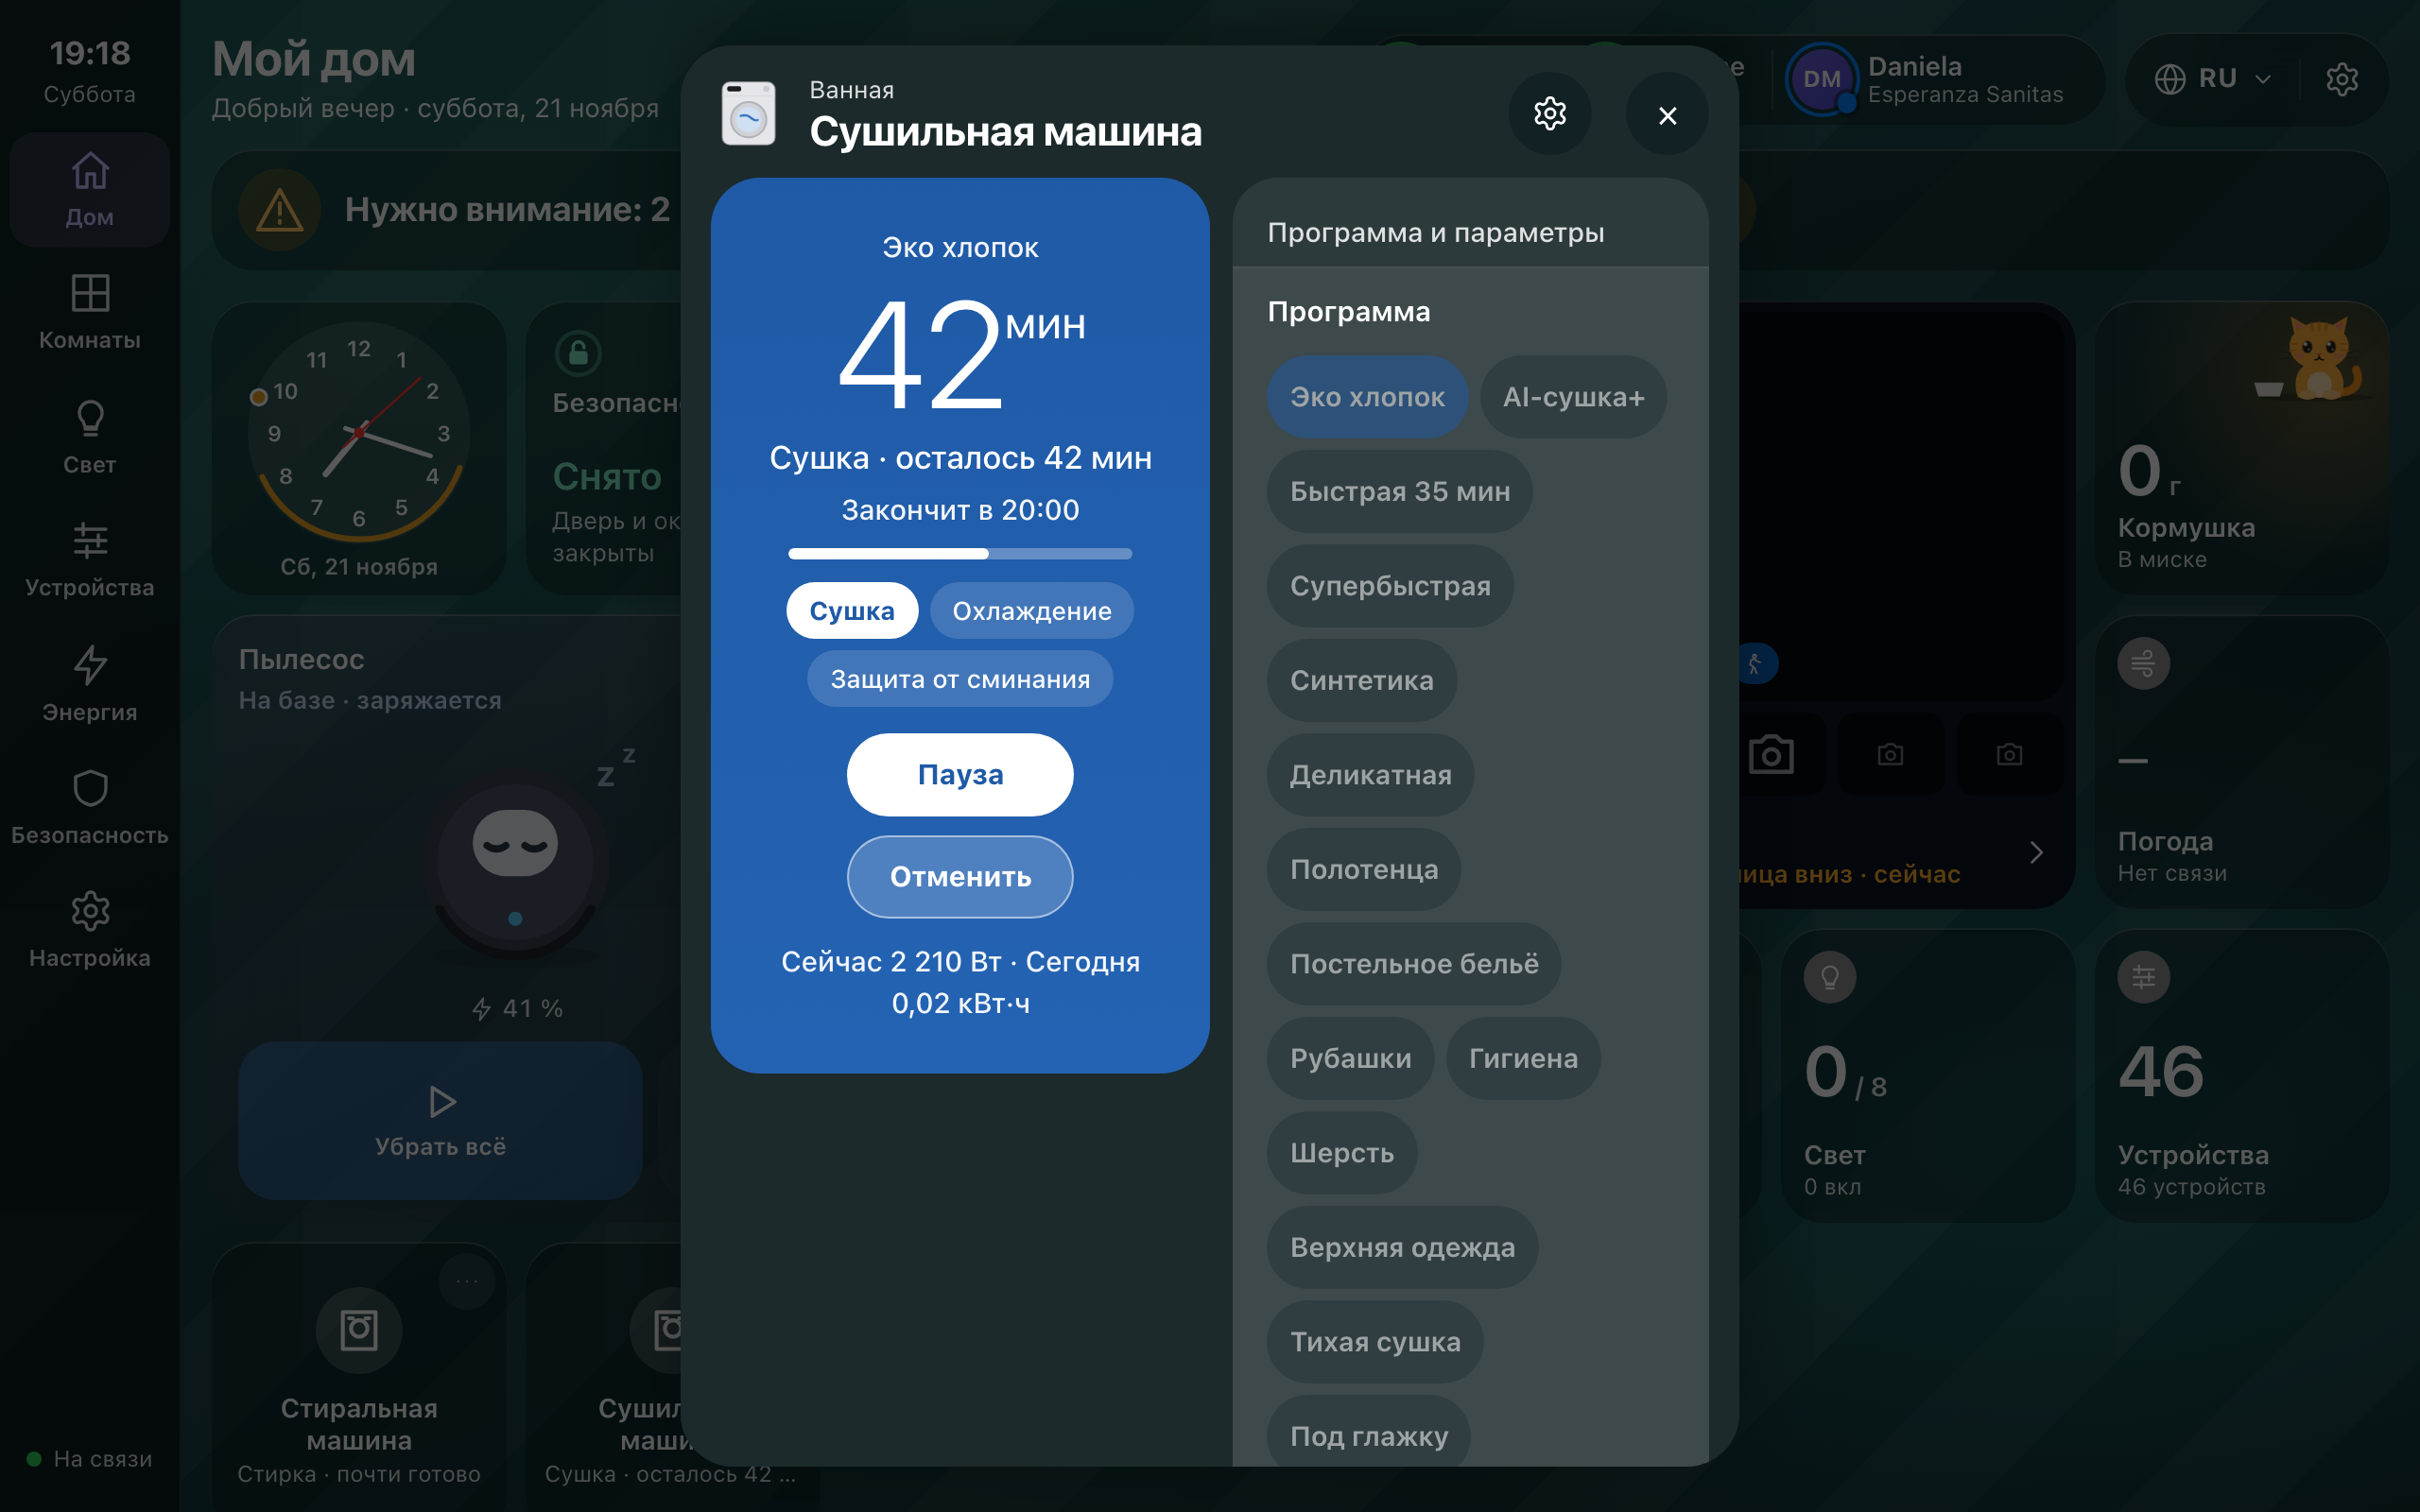 19:18
Суббота
Дом
Комнаты
Свет
Устройства
Энергия
Безопасность
Настройка
На связи
Мой дом
Добрый вечер · суббота, 21 ноября
DM
Daniela
Esperanza Sanitas
RU
Нужно внимание: 2
12
1
2
3
4
5
6
7
8
9
10
11
Сб, 21 ноября
Снято
закрыты
Пылесос
На базе · заряжается
z z
41 %
Убрать всё
Стиральная
машина
Стирка · почти готово
Сушка · осталось 42 ...
Ванная
Сушильная машина
Эко хлопок
42 мин
Сушка · осталось 42 мин
Закончит в 20:00
Сушка
Охлаждение
Защита от сминания
Пауза
Отменить
Сейчас 2 210 Вт · Сегодня
0,02 кВт·ч
Программа и параметры
Программа
Эко хлопок
AI-сушка+
Быстрая 35 мин
Супербыстрая
Синтетика
Деликатная
Полотенца
Постельное бельё
Рубашки
Гигиена
Шерсть
Верхняя одежда
Тихая сушка
Под глажку
вниз · сейчас
0 г
Кормушка
В миске
—
Погода
Нет связи
0 / 8
Свет
0 вкл
46
Устройства
46 устройств